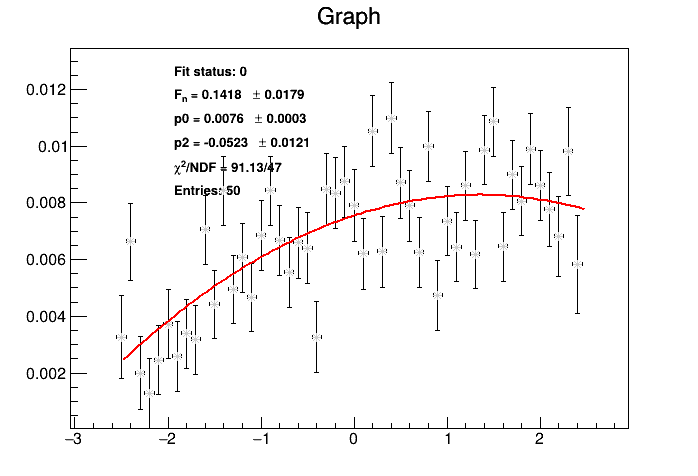 Graph
Fit status: 0
Fn = 0.1418 ± 0.0179
p0 = 0.0076 ± 0.0003
p2 = -0.0523 ± 0.0121
χ²/NDF = 91.13/47
Entries: 50
0.012
0.01
0.008
0.006
0.004
0.002
−3 −2 −1 0 1 2